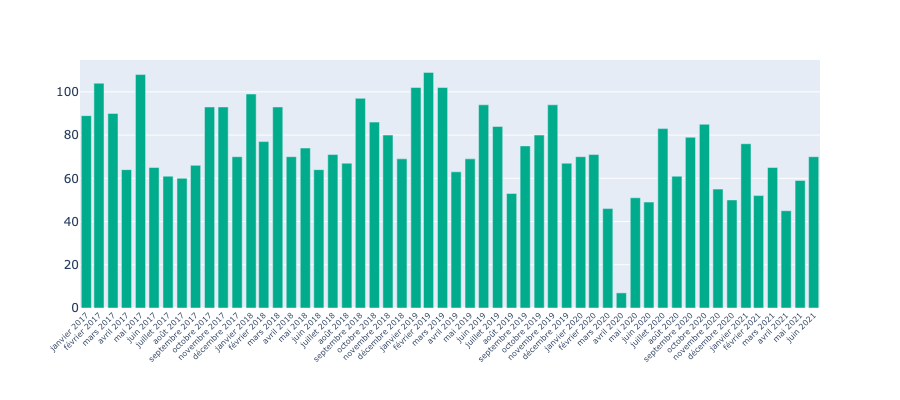 100
80
60
40
20
0
janvier 2017
février 2017
mars 2017
avril 2017
mai 2017
juin 2017
juillet 2017
août 2017
septembre 2017
octobre 2017
novembre 2017
décembre 2017
janvier 2018
février 2018
mars 2018
avril 2018
mai 2018
juin 2018
juillet 2018
août 2018
septembre 2018
octobre 2018
novembre 2018
décembre 2018
janvier 2019
février 2019
mars 2019
avril 2019
mai 2019
juin 2019
juillet 2019
août 2019
septembre 2019
octobre 2019
novembre 2019
décembre 2019
janvier 2020
février 2020
mars 2020
avril 2020
mai 2020
juin 2020
juillet 2020
août 2020
septembre 2020
octobre 2020
novembre 2020
décembre 2020
janvier 2021
février 2021
mars 2021
avril 2021
mai 2021
juin 2021